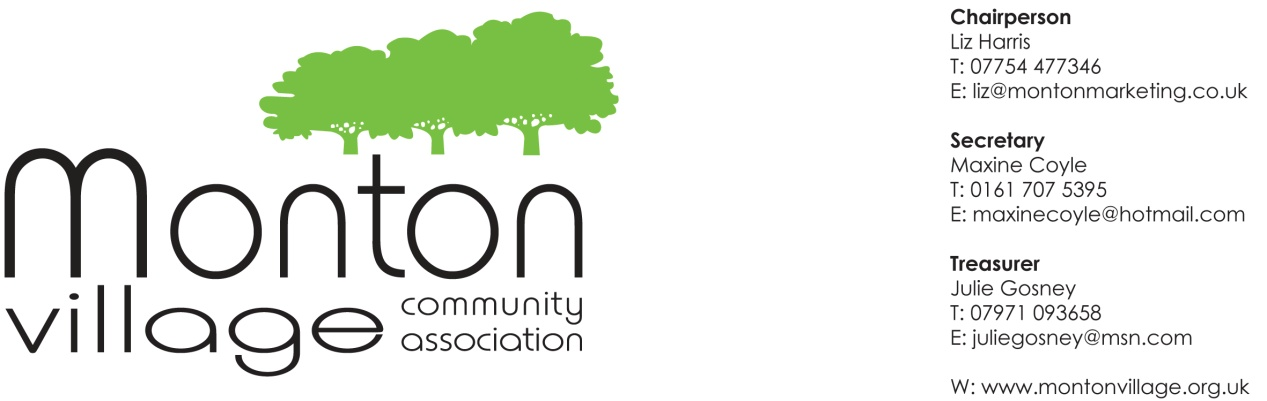 Monton
village
community
association
Chairperson
Liz Harris
T: 07754 477346
E: liz@montonmarketing.co.uk
Secretary
Maxine Coyle
T: 0161 707 5395
E: maxinecoyle@hotmail.com
Treasurer
Julie Gosney
T: 07971 093658
E: juliegosney@msn.com
W: www.montonvillage.org.uk